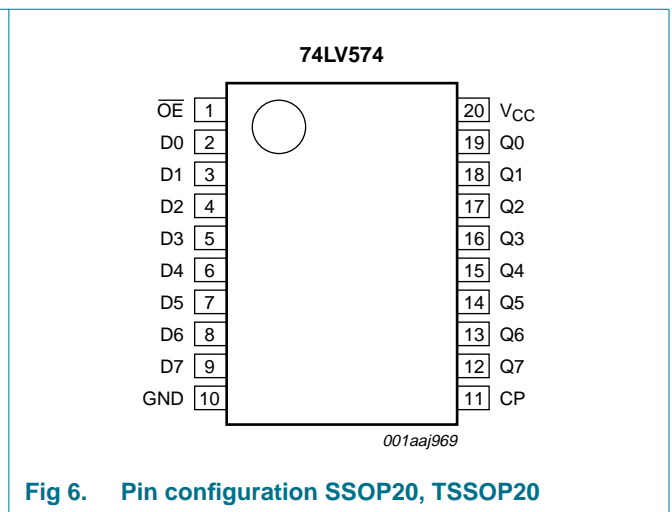 74LV574
OE 1 20 VCC
D0 2 19 Q0
D1 3 18 Q1
D2 4 17 Q2
D3 5 16 Q3
D4 6 15 Q4
D5 7 14 Q5
D6 8 13 Q6
D7 9 12 Q7
GND 10 11 CP
001aaj969
Fig 6. Pin configuration SSOP20, TSSOP20